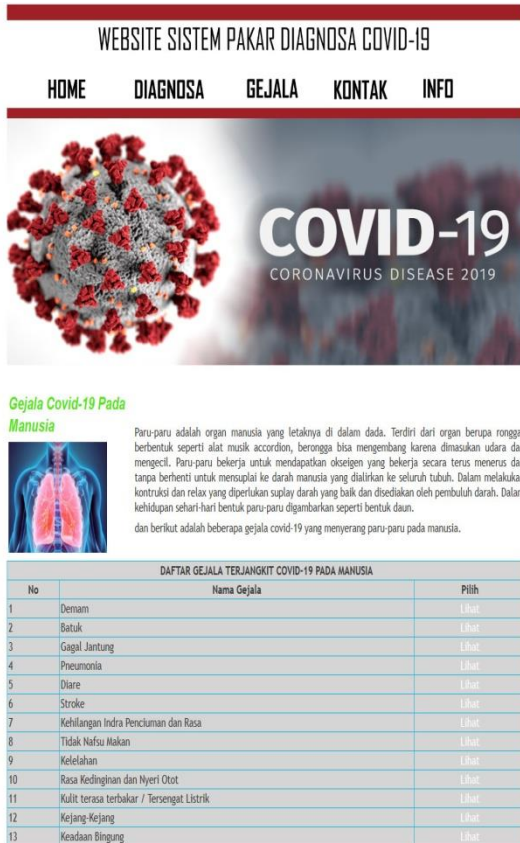 WEBSITE SISTEM PAKAR DIAGNOSA COVID-19
HOME DIAGNOSA GEJALA KONTAK INFO
COVID-19
CORONAVIRUS DISEASE 2019
Gejala Covid-19 Pada
Manusia
Paru-paru adalah organ manusia yang letaknya di dalam dada. Terdiri dari organ berupa rongga
berbentuk seperti alat musik accordion, berongga bisa mengembang karena dimasukan udara da
mengecil. Paru-paru bekerja untuk mendapatkan okseigen yang bekerja secara terus menerus da
tanpa berhenti untuk mensuplai ke darah manusia yang dialirkan ke seluruh tubuh. Dalam melakuka
kontruksi dan relax yang diperlukan suplay darah yang baik dan disediakan oleh pembuluh darah. Dalar
kehidupan sehari-hari bentuk paru-paru digambarkan seperti bentuk daun.
dan berikut adalah beberapa gejala covid-19 yang menyerang paru-paru pada manusia.
DAFTAR GEJALA TERJANGKIT COVID-19 PADA MANUSIA
No Nama Gejala Pilih
1 Demam Lihat
2 Batuk Lihat
3 Gagal Jantung Lihat
4 Pneumonia Lihat
5 Diare Lihat
6 Stroke Lihat
7 Kehilangan Indra Penciuman dan Rasa Lihat
8 Tidak Nafsu Makan Lihat
9 Kelelahan Lihat
10 Rasa Kedinginan dan Nyeri Otot Lihat
11 Kulit terasa terbakar / Tersengat Listrik Lihat
12 Kejang-Kejang Lihat
13 Keadaan Bingung Lihat